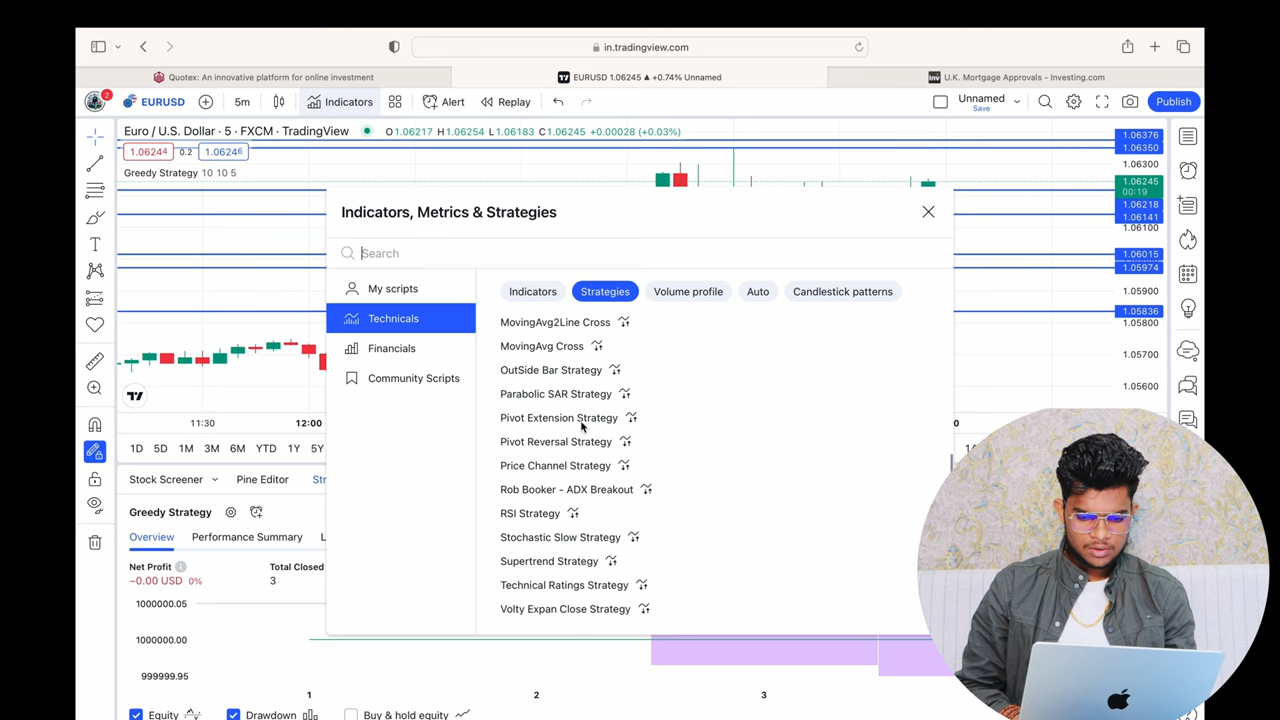 in.tradingview.com
Quotex: An innovative platform for online investment
EURUSD 1.06245 ▲ +0.74% Unnamed
U.K. Mortgage Approvals - Investing.com
2
EURUSD
5m
Indicators
Alert
Replay
Unnamed
Save
Publish
Euro / U.S. Dollar · 5 · FXCM · TradingView
O1.06217 H1.06254 L1.06183 C1.06245 +0.00028 (+0.03%)
1.06244 0.2 1.06246
Greedy Strategy 10 10 5
1.06376
1.06350
1.06300
1.06245
00:19
1.06218
1.06141
1.06100
1.06015
1.05974
1.05900
1.05836
1.05800
1.05700
1.05600
Indicators, Metrics & Strategies
Search
My scripts
Technicals
Financials
Community Scripts
Indicators
Strategies
Volume profile
Auto
Candlestick patterns
MovingAvg2Line Cross
MovingAvg Cross
OutSide Bar Strategy
Parabolic SAR Strategy
Pivot Extension Strategy
Pivot Reversal Strategy
Price Channel Strategy
Rob Booker - ADX Breakout
RSI Strategy
Stochastic Slow Strategy
Supertrend Strategy
Technical Ratings Strategy
Volty Expan Close Strategy
11:30
12:00
1D 5D 1M 3M 6M YTD 1Y 5Y
Stock Screener
Pine Editor
Greedy Strategy
Overview
Performance Summary
Net Profit
−0.00 USD 0%
Total Closed
3
1000000.05
1000000.00
999999.95
1
2
3
Equity
Drawdown
Buy & hold equity